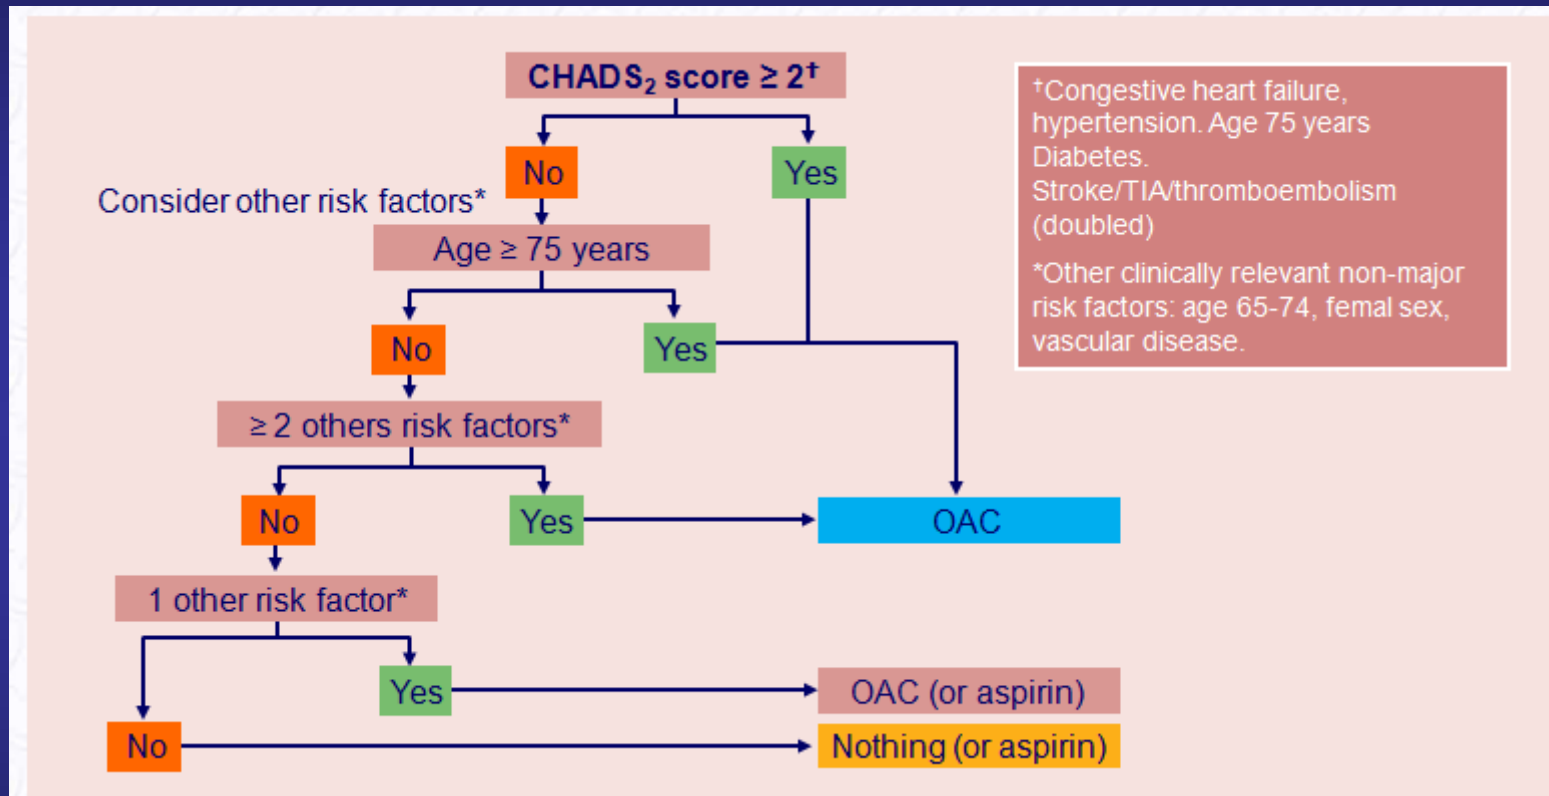 CHADS₂ score ≥ 2†
No
Yes
Consider other risk factors*
Age ≥ 75 years
No
Yes
≥ 2 others risk factors*
No
Yes
OAC
1 other risk factor*
Yes
OAC (or aspirin)
No
Nothing (or aspirin)
†Congestive heart failure,
hypertension. Age 75 years
Diabetes.
Stroke/TIA/thromboembolism
(doubled)
*Other clinically relevant non-major
risk factors: age 65-74, femal sex,
vascular disease.